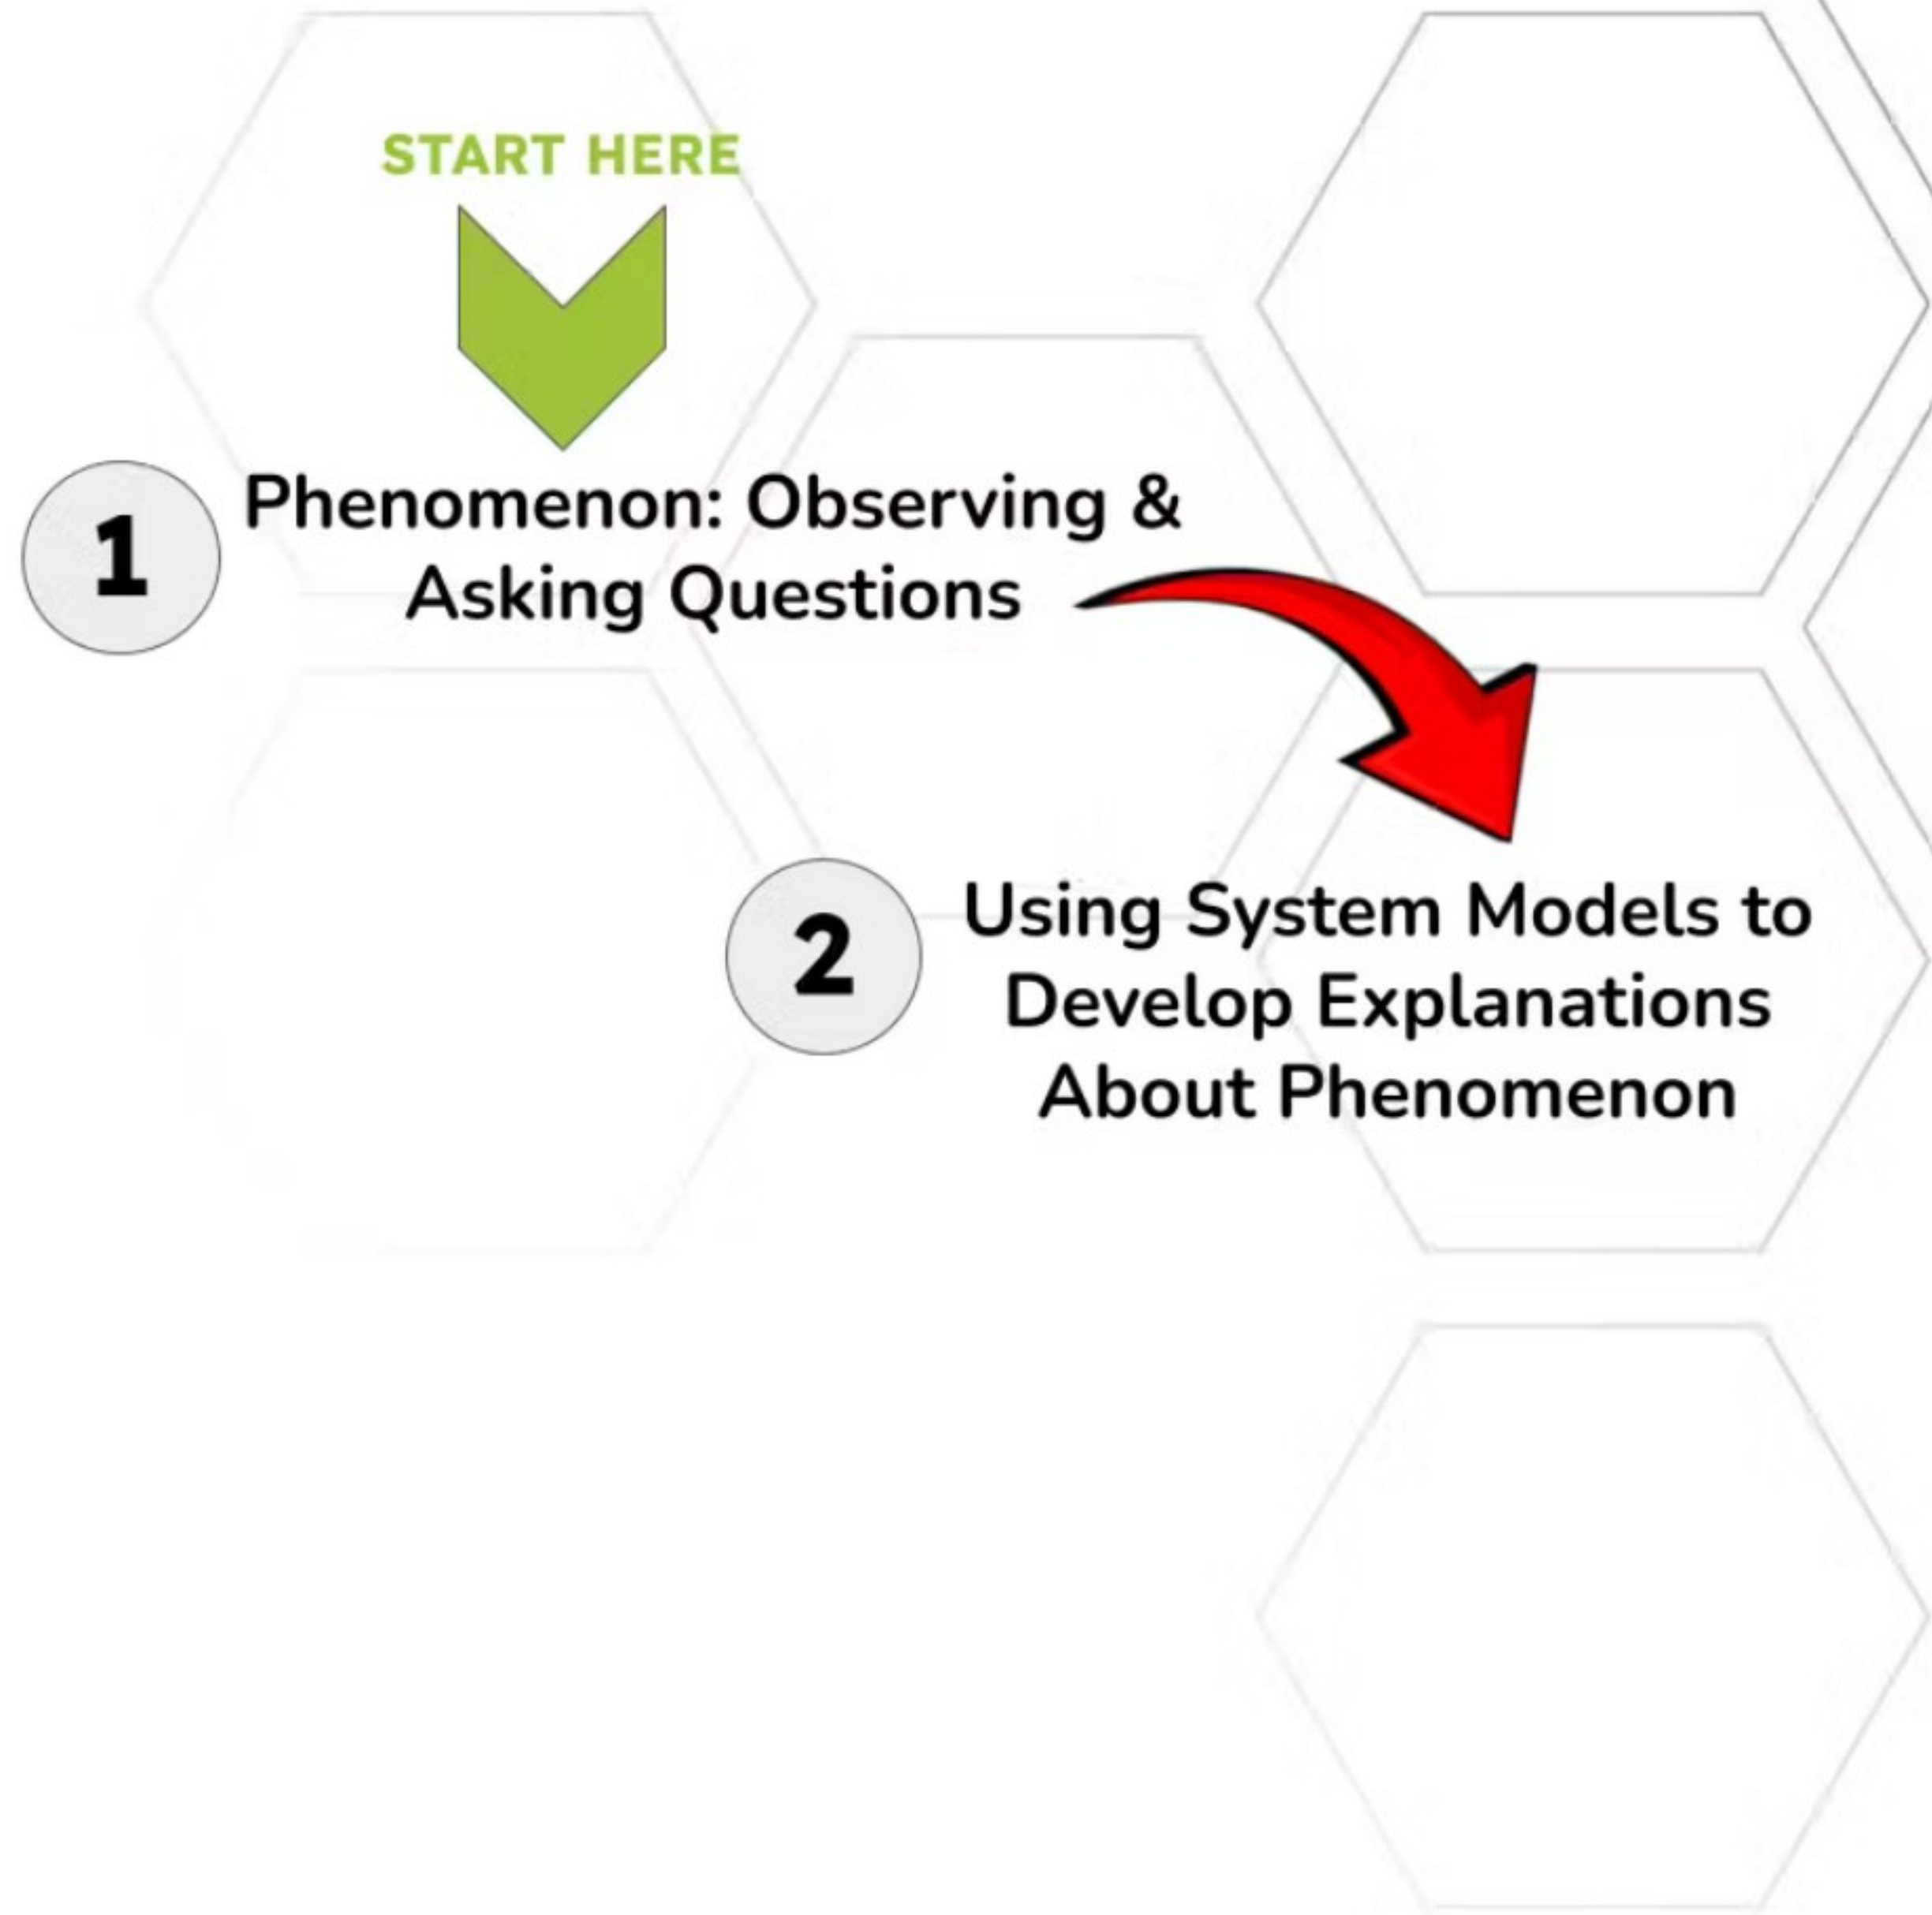 START HERE
1
Phenomenon: Observing &
Asking Questions
2
Using System Models to
Develop Explanations
About Phenomenon